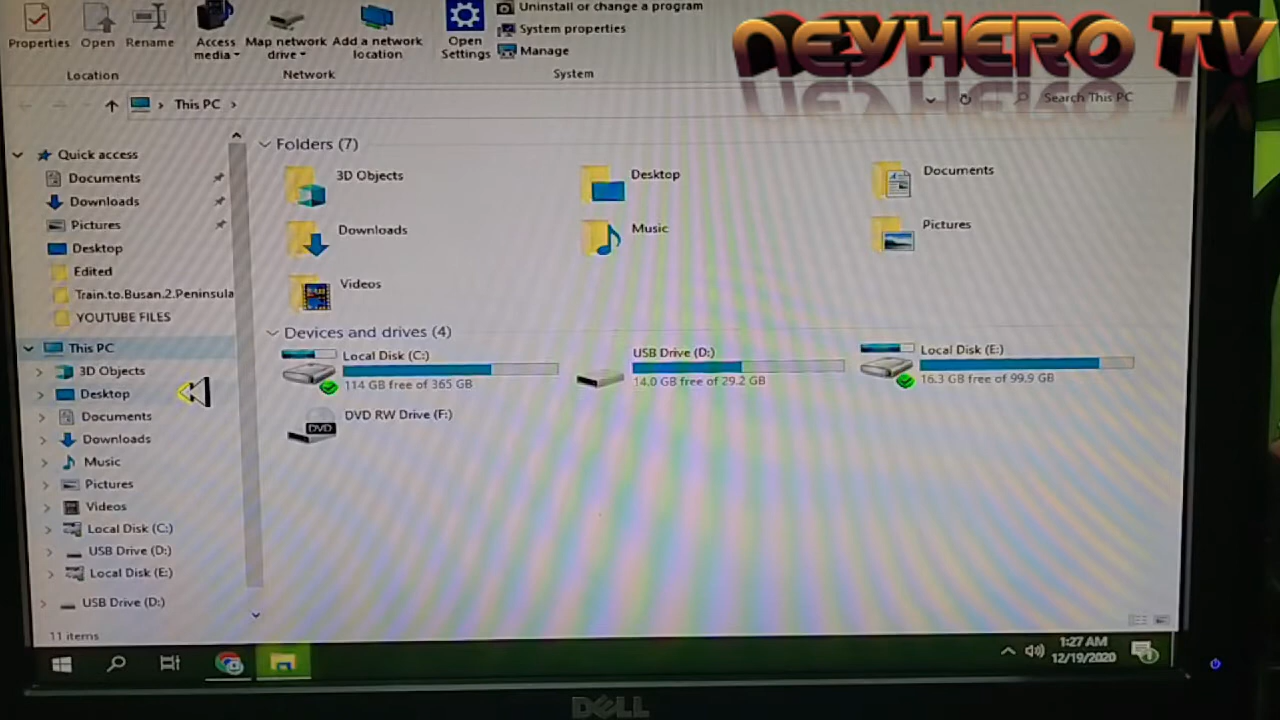 Uninstall or change a program
System properties
Manage
Properties Open Rename Access media Map network drive Add a network location Open Settings
Location Network System
NEYHERO TV
This PC
Search This PC
Quick access
Documents
Downloads
Pictures
Desktop
Edited
Train.to.Busan.2.Peninsula
YOUTUBE FILES
This PC
3D Objects
Desktop
Documents
Downloads
Music
Pictures
Videos
Local Disk (C:)
USB Drive (D:)
Local Disk (E:)
USB Drive (D:)
11 items
Folders (7)
3D Objects
Desktop
Documents
Downloads
Music
Pictures
Videos
Devices and drives (4)
Local Disk (C:)
114 GB free of 365 GB
USB Drive (D:)
14.0 GB free of 29.2 GB
Local Disk (E:)
16.3 GB free of 99.9 GB
DVD RW Drive (F:)
DVD
1:27 AM
12/19/2020
1
DELL